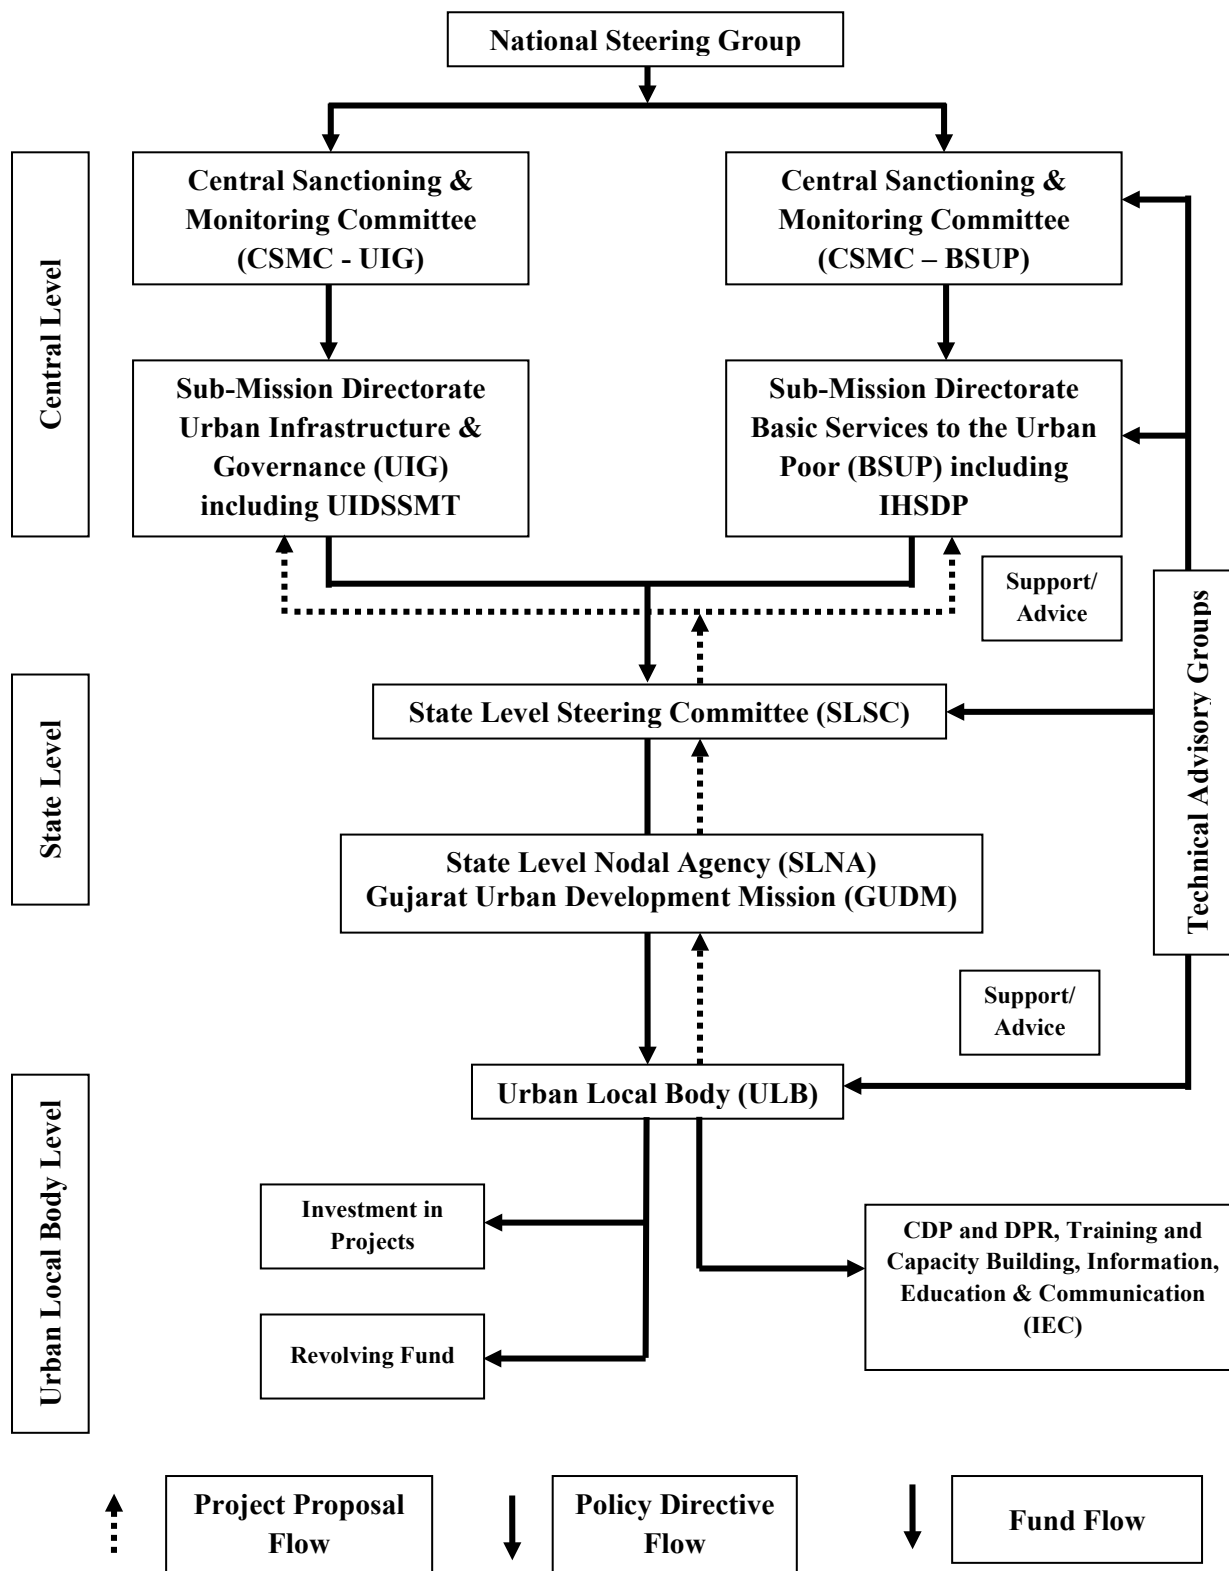 National Steering Group
Central Level
Central Sanctioning &
Monitoring Committee
(CSMC - UIG)
Central Sanctioning &
Monitoring Committee
(CSMC – BSUP)
Sub-Mission Directorate
Urban Infrastructure &
Governance (UIG)
including UIDSSMT
Sub-Mission Directorate
Basic Services to the Urban
Poor (BSUP) including
IHSDP
Support/
Advice
Technical Advisory Groups
State Level
State Level Steering Committee (SLSC)
State Level Nodal Agency (SLNA)
Gujarat Urban Development Mission (GUDM)
Support/
Advice
Urban Local Body Level
Urban Local Body (ULB)
Investment in
Projects
CDP and DPR, Training and
Capacity Building, Information,
Education & Communication
(IEC)
Revolving Fund
Project Proposal
Flow
Policy Directive
Flow
Fund Flow